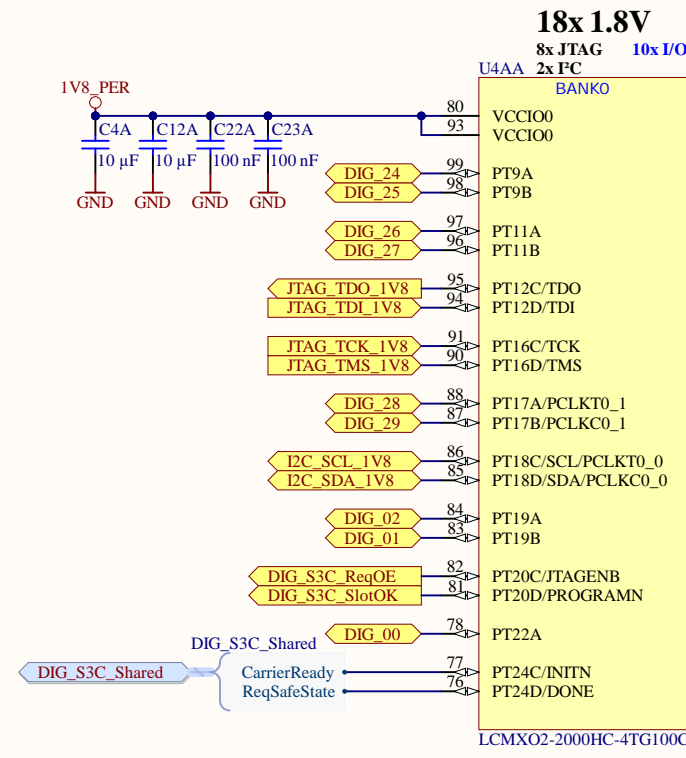 18x 1.8V
8x JTAG 10x I/O
U4AA 2x I²C
BANK0
1V8_PER
C4A C12A C22A C23A
10 µF 10 µF 100 nF 100 nF
GND GND GND GND
80 VCCIO0
93 VCCIO0
DIG_24 99 PT9A
DIG_25 98 PT9B
DIG_26 97 PT11A
DIG_27 96 PT11B
JTAG_TDO_1V8 95 PT12C/TDO
JTAG_TDI_1V8 94 PT12D/TDI
JTAG_TCK_1V8 91 PT16C/TCK
JTAG_TMS_1V8 90 PT16D/TMS
DIG_28 88 PT17A/PCLKT0_1
DIG_29 87 PT17B/PCLKC0_1
I2C_SCL_1V8 86 PT18C/SCL/PCLKT0_0
I2C_SDA_1V8 85 PT18D/SDA/PCLKC0_0
DIG_02 84 PT19A
DIG_01 83 PT19B
DIG_S3C_ReqOE 82 PT20C/JTAGENB
DIG_S3C_SlotOK 81 PT20D/PROGRAMN
DIG_00 78 PT22A
DIG_S3C_Shared
DIG_S3C_Shared CarrierReady 77 PT24C/INITN
ReqSafeState 76 PT24D/DONE
LCMXO2-2000HC-4TG100C